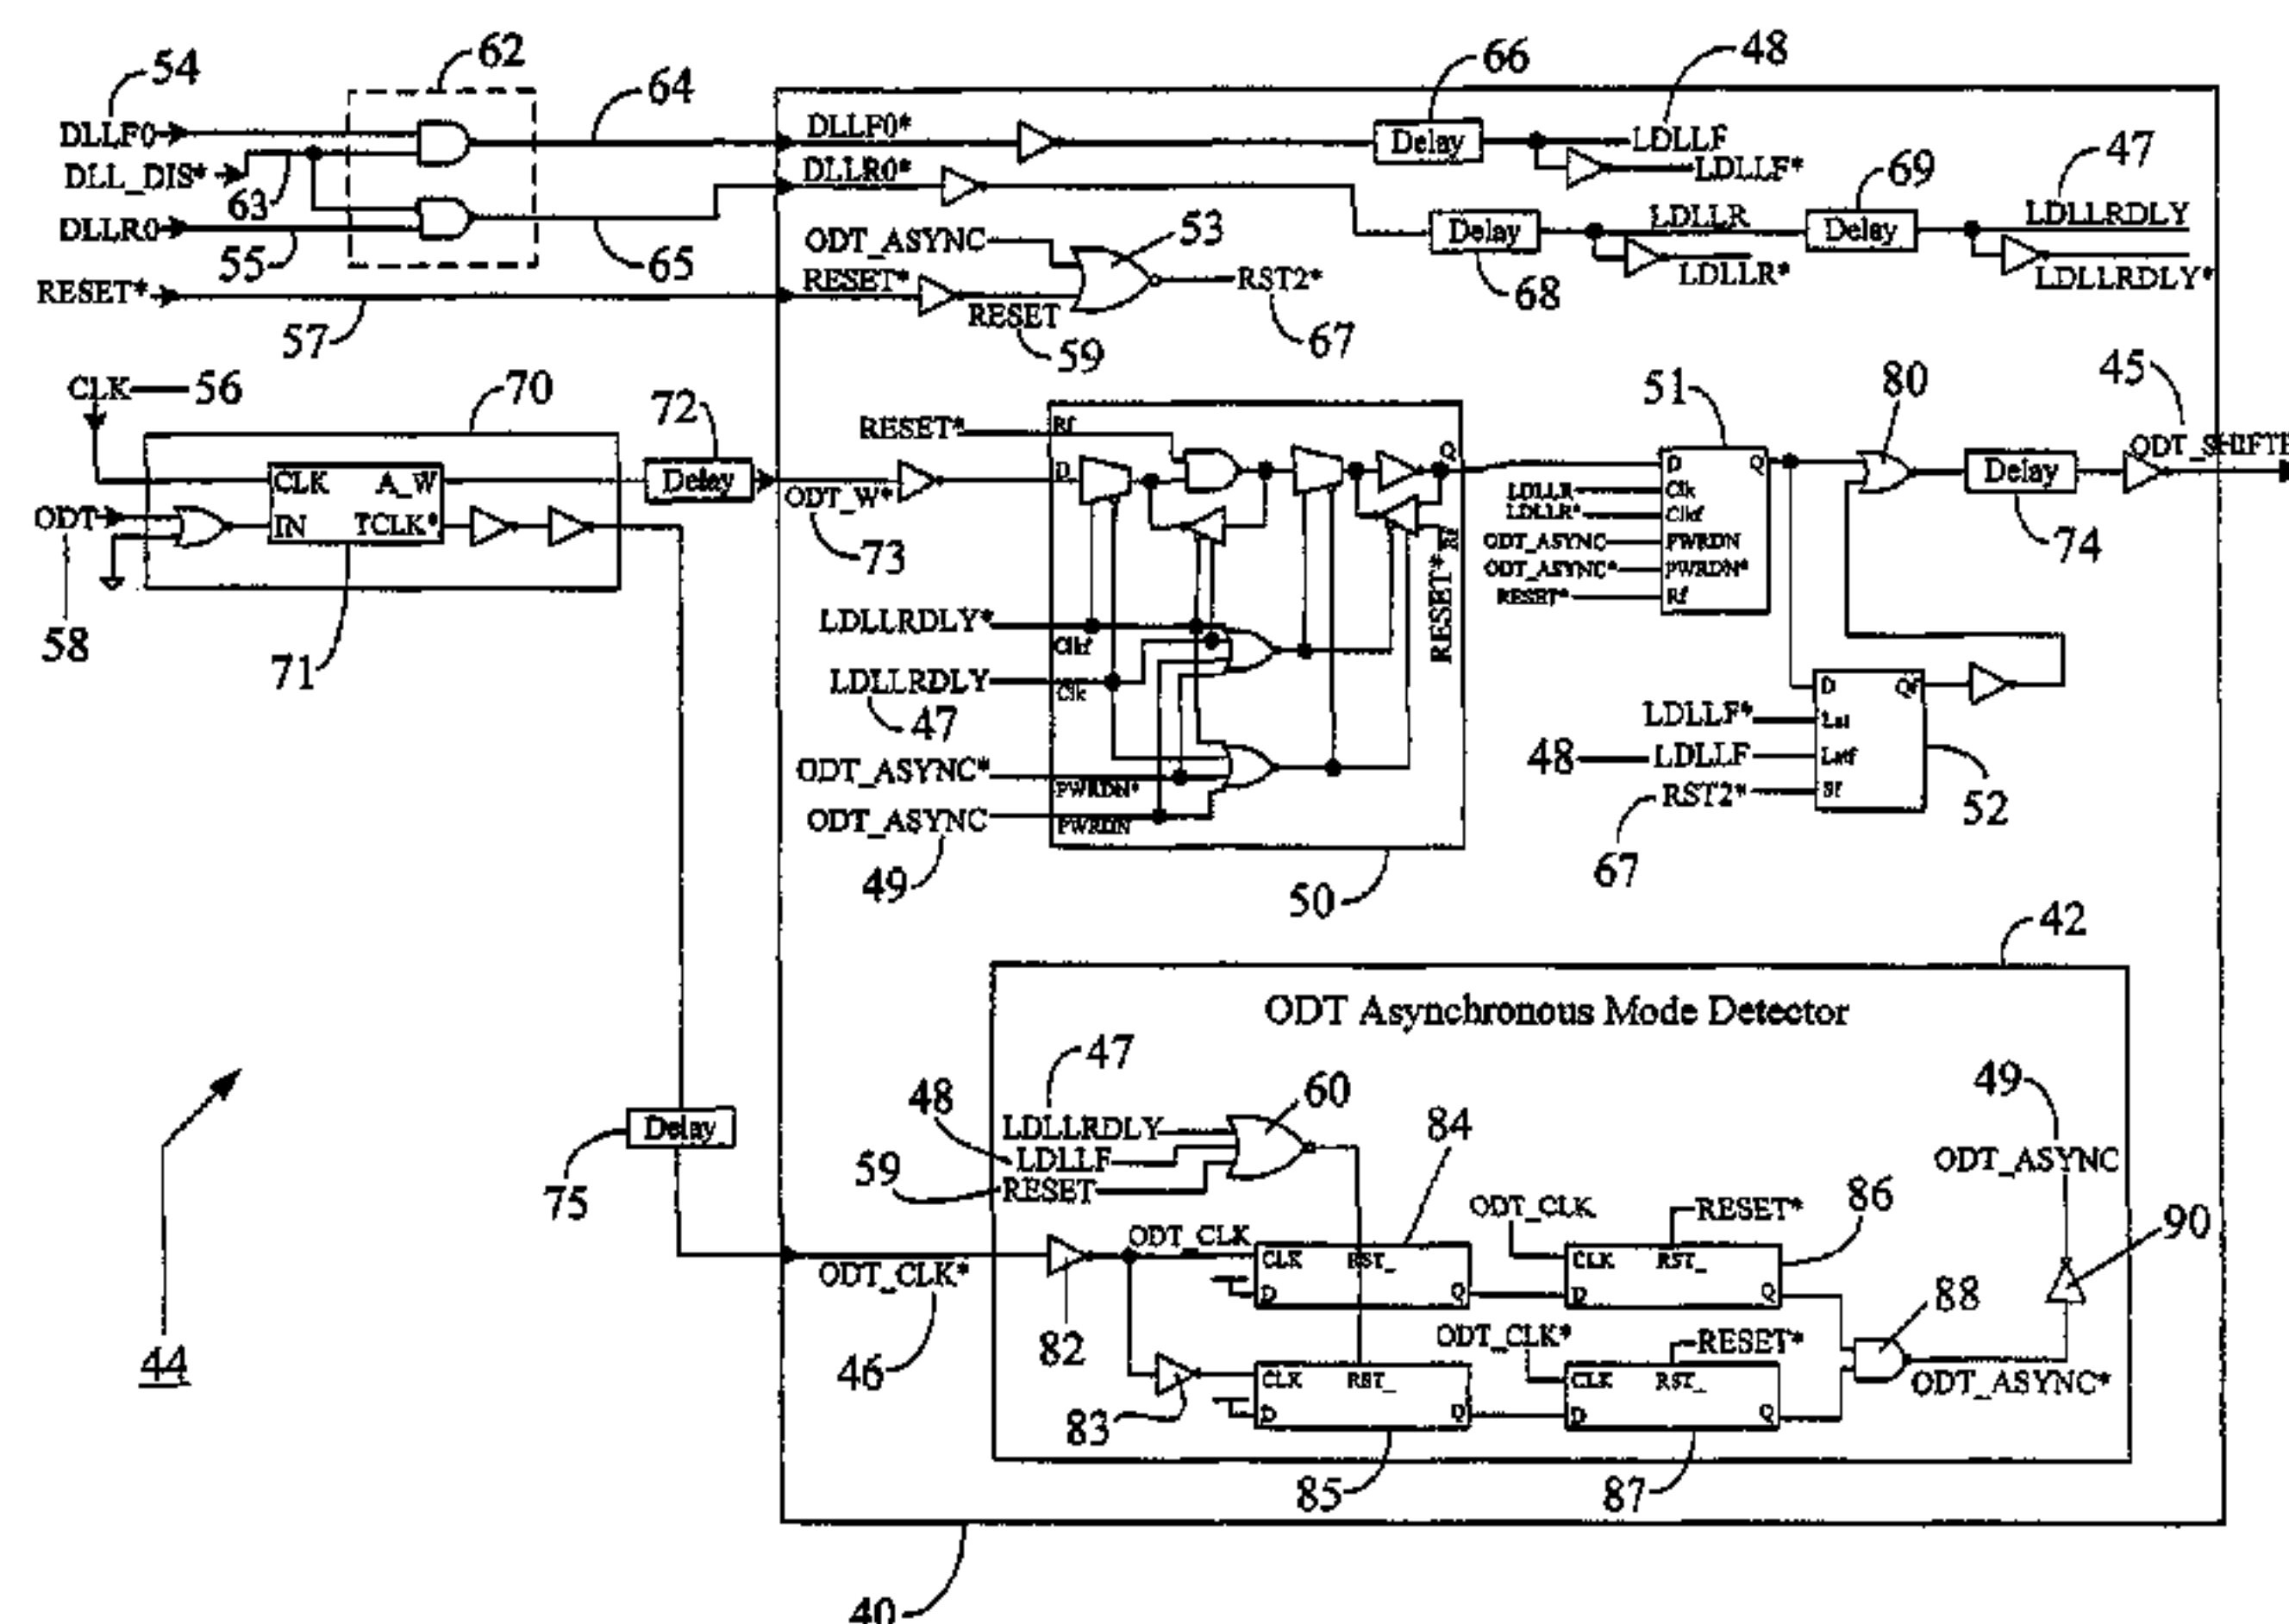 54
62
64
66
48
DLLF0
DLL_DIS*
63
DLLR0
55
65
RESET*
57
DLLF0*
DLLR0*
Delay
LDLLF
LDLLF*
69
47
LDLLR
Delay
LDLLRDLY
Delay
LDLLR*
LDLLRDLY*
68
ODT_ASYNC
53
RESET*
RST2*
RESET
59
67
CLK
56
70
72
CLK
A_W
Delay
ODT
IN
TCLK*
58
71
RESET*
Rf
D
Q
Rf
RESET*
ODT_W*
73
LDLLRDLY*
Clkf
LDLLRDLY
Clk
47
ODT_ASYNC*
PWRDN*
ODT_ASYNC
PWRDN
49
50
51
80
45
D
Q
LDLLR
Clk
LDLLR*
Clkf
ODT_ASYNC
PWRDN
ODT_ASYNC*
PWRDN*
RESET*
Rf
Delay
74
D
Qf
LDLLF*
Lat
48
LDLLF
Latf
RST2*
Sf
67
52
42
ODT Asynchronous Mode Detector
47
48
60
LDLLRDLY
LDLLF
59
RESET
84
49
ODT_ASYNC
44
Delay
75
ODT_CLK*
46
82
ODT_CLK
CLK
RST_
D
Q
ODT_CLK
RESET*
86
CLK
RST_
D
Q
90
88
83
CLK
RST_
D
Q
85
ODT_CLK*
RESET*
CLK
RST_
D
Q
87
ODT_ASYNC*
40